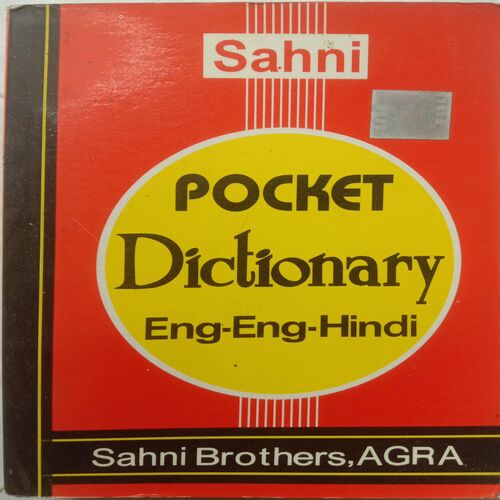 Sahni
POCKET
Dictionary
Eng-Eng-Hindi
Sahni Brothers,AGRA